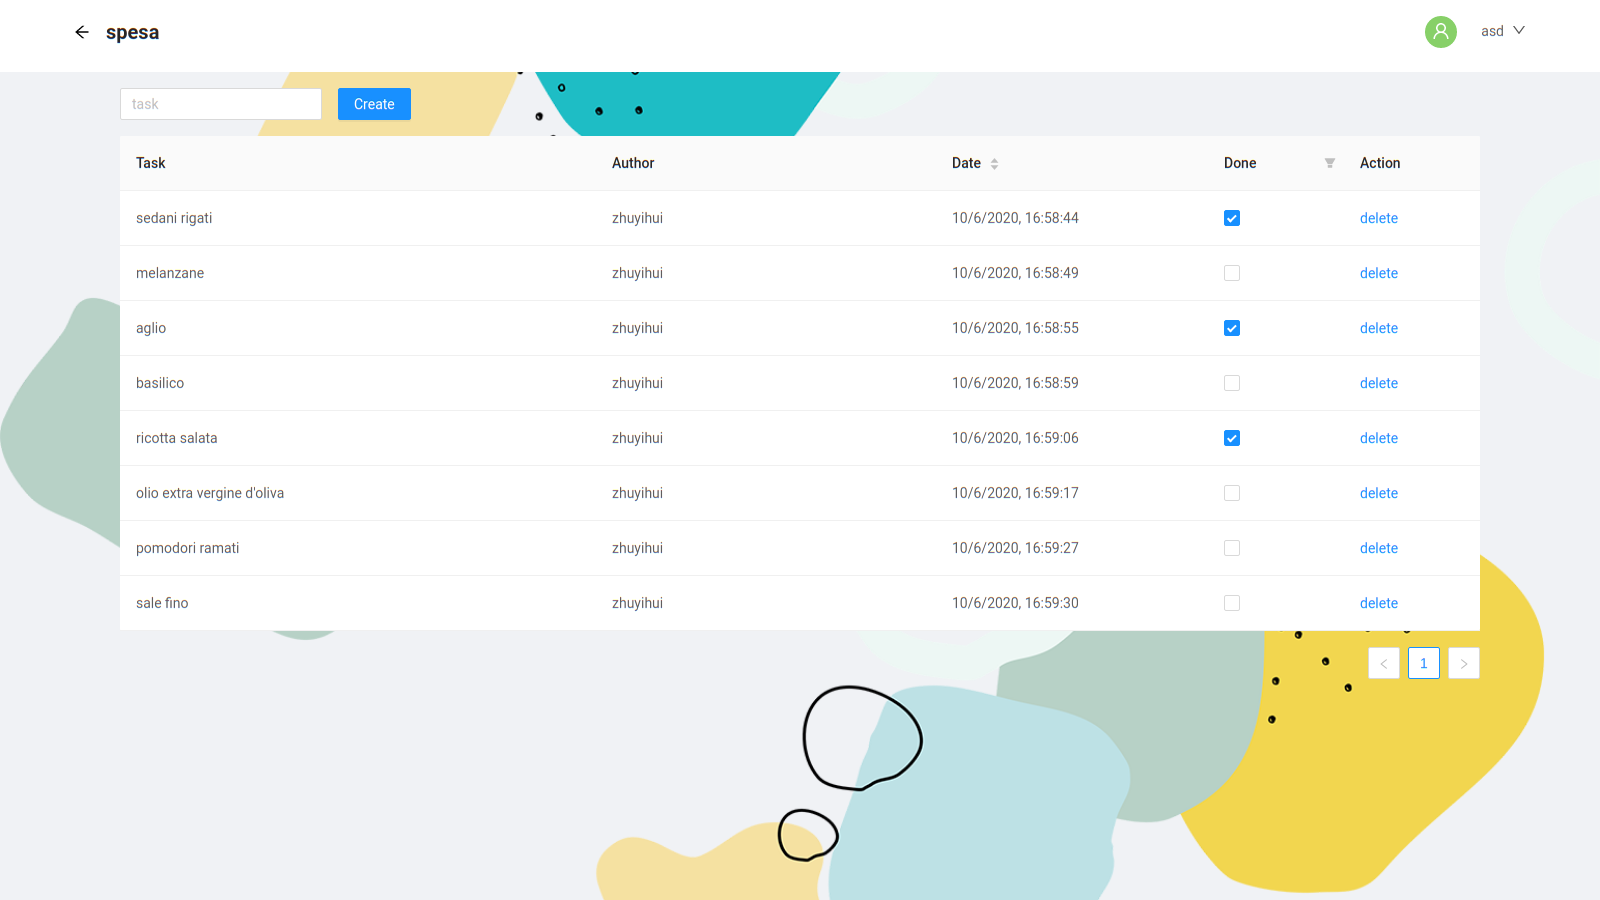 spesa
asd
task
Create
Task Author Date Done Action
sedani rigati zhuyihui 10/6/2020, 16:58:44 delete
melanzane zhuyihui 10/6/2020, 16:58:49 delete
aglio zhuyihui 10/6/2020, 16:58:55 delete
basilico zhuyihui 10/6/2020, 16:58:59 delete
ricotta salata zhuyihui 10/6/2020, 16:59:06 delete
olio extra vergine d'oliva zhuyihui 10/6/2020, 16:59:17 delete
pomodori ramati zhuyihui 10/6/2020, 16:59:27 delete
sale fino zhuyihui 10/6/2020, 16:59:30 delete
1